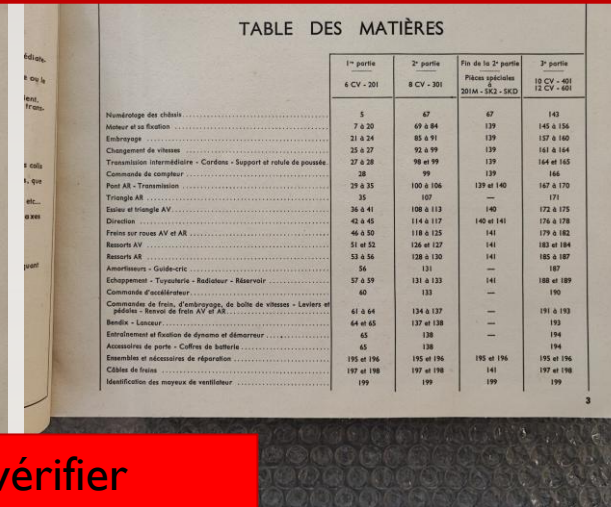 édiate.
e ou le
lent.
trans-
s cails
s, que
etc...
axes
quant
TABLE DES MATIÈRES
1re partie 2e partie Fin de la 2e partie 3e partie
6 CV - 201 8 CV - 301 Pièces spéciales à 201M - SK2 - SKD 10 CV - 401 12 CV - 601
Numérotage des châssis 5 67 67 143
Moteur et sa fixation 7 à 20 69 à 84 139 145 à 156
Embrayage 21 à 24 85 à 91 139 157 à 160
Changement de vitesses 25 à 27 92 à 99 139 161 à 164
Transmission intermédiaire - Cardans - Support et rotule de poussée 27 à 28 98 et 99 139 164 et 165
Commande de compteur 28 99 139 166
Pont AR - Transmission 29 à 35 100 à 106 139 et 140 167 à 170
Triangle AR 35 107 — 171
Essieu et triangle AV 36 à 41 108 à 113 140 172 à 175
Direction 42 à 45 114 à 117 140 et 141 176 à 178
Freins sur roues AV et AR 46 à 50 118 à 125 141 179 à 182
Ressorts AV 51 et 52 126 et 127 141 183 et 184
Ressorts AR 53 à 56 128 à 130 141 185 à 187
Amortisseurs - Guide-cric 56 131 — 187
Echappement - Tuyauterie - Radiateur - Réservoir 57 à 59 131 à 133 141 188 et 189
Commande d'accélérateur 60 133 — 190
Commandes de frein, d'embrayage, de boîte de vitesses - Leviers et
pédales - Renvoi de frein AV et AR 61 à 64 134 à 137 — 191 à 193
Bendix - Lanceur 64 et 65 137 et 138 — 193
Entraînement et fixation de dynamo et démarreur 65 138 — 194
Accessoires de porte - Coffres de batterie 65 138 194
Ensembles et nécessaires de réparation 195 et 196 195 et 196 195 et 196 195 et 196
Câbles de freins 197 et 198 197 et 198 141 197 et 198
Identification des moyeux de ventilateur 199 199 199 199
3
vérifier